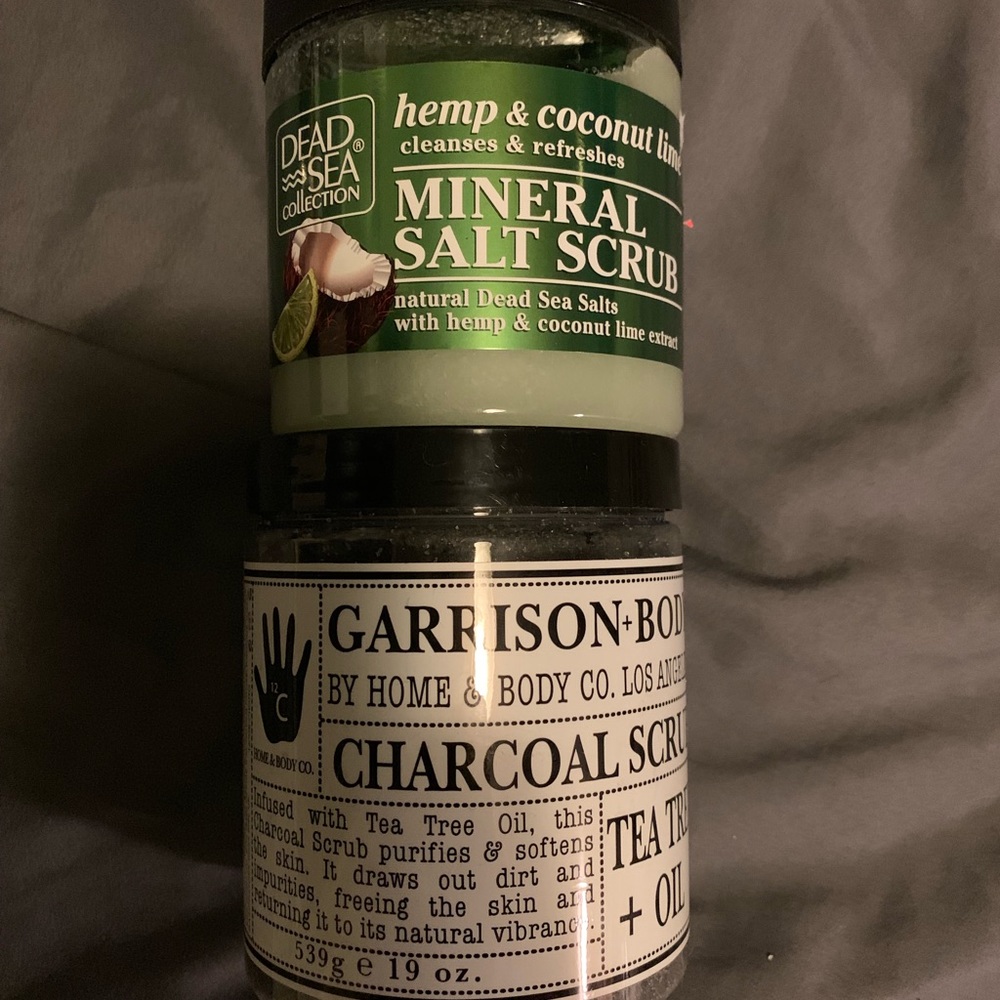 DEAD
SEA®
COLLECTION
hemp & coconut lime
cleanses & refreshes
MINERAL
SALT SCRUB
natural Dead Sea Salts
with hemp & coconut lime extract
12
C
HOME & BODY CO.
GARRISON+BOD
BY HOME & BODY CO. LOS ANGEL
CHARCOAL SCRU
Infused with Tea Tree Oil, this
Charcoal Scrub purifies & softens
the skin. It draws out dirt and
impurities, freeing the skin and
returning it to its natural vibrance.
TEA TRE
+ OIL
539g e 19 oz.